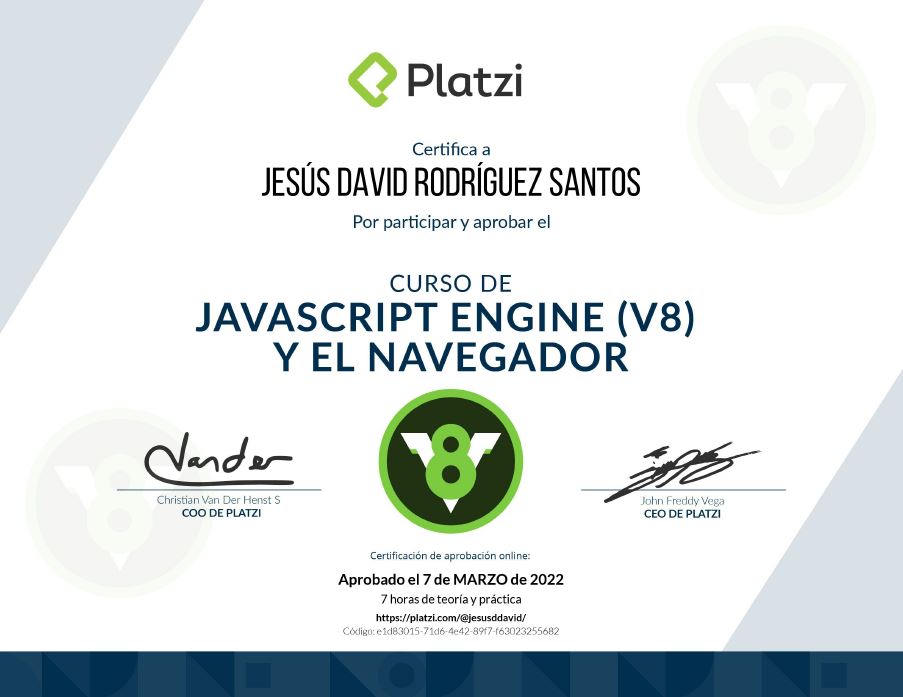 Platzi
Certifica a
JESÚS DAVID RODRÍGUEZ SANTOS
Por participar y aprobar el
CURSO DE
JAVASCRIPT ENGINE (V8)
Y EL NAVEGADOR
V8
Vander
Christian Van Der Henst S
COO DE PLATZI
John Freddy Vega
CEO DE PLATZI
Certificación de aprobación online:
Aprobado el 7 de MARZO de 2022
7 horas de teoría y práctica
https://platzi.com/@jesusddavid/
Código: e1d83015-71d6-4e42-89f7-f63023255682